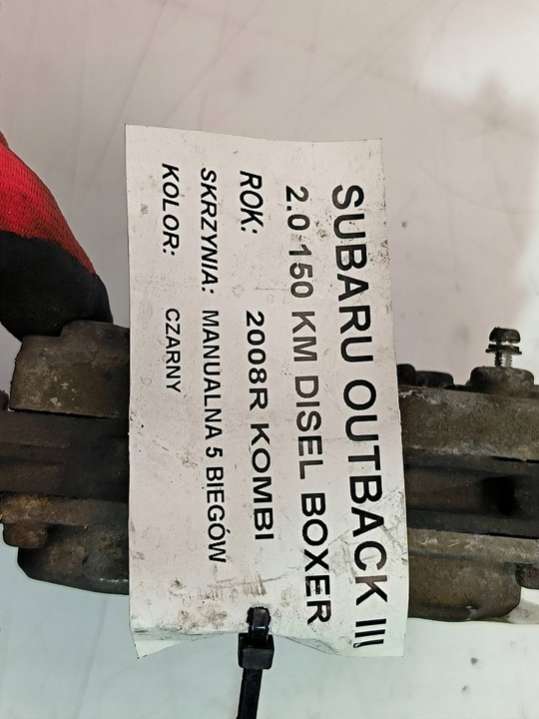 SUBARU OUTBACK III
2.0 150 KM DISEL BOXER
ROK: 2008R KOMBI
SKRZYNIA: MANUALNA 5 BIEGÓW
KOLOR: CZARNY